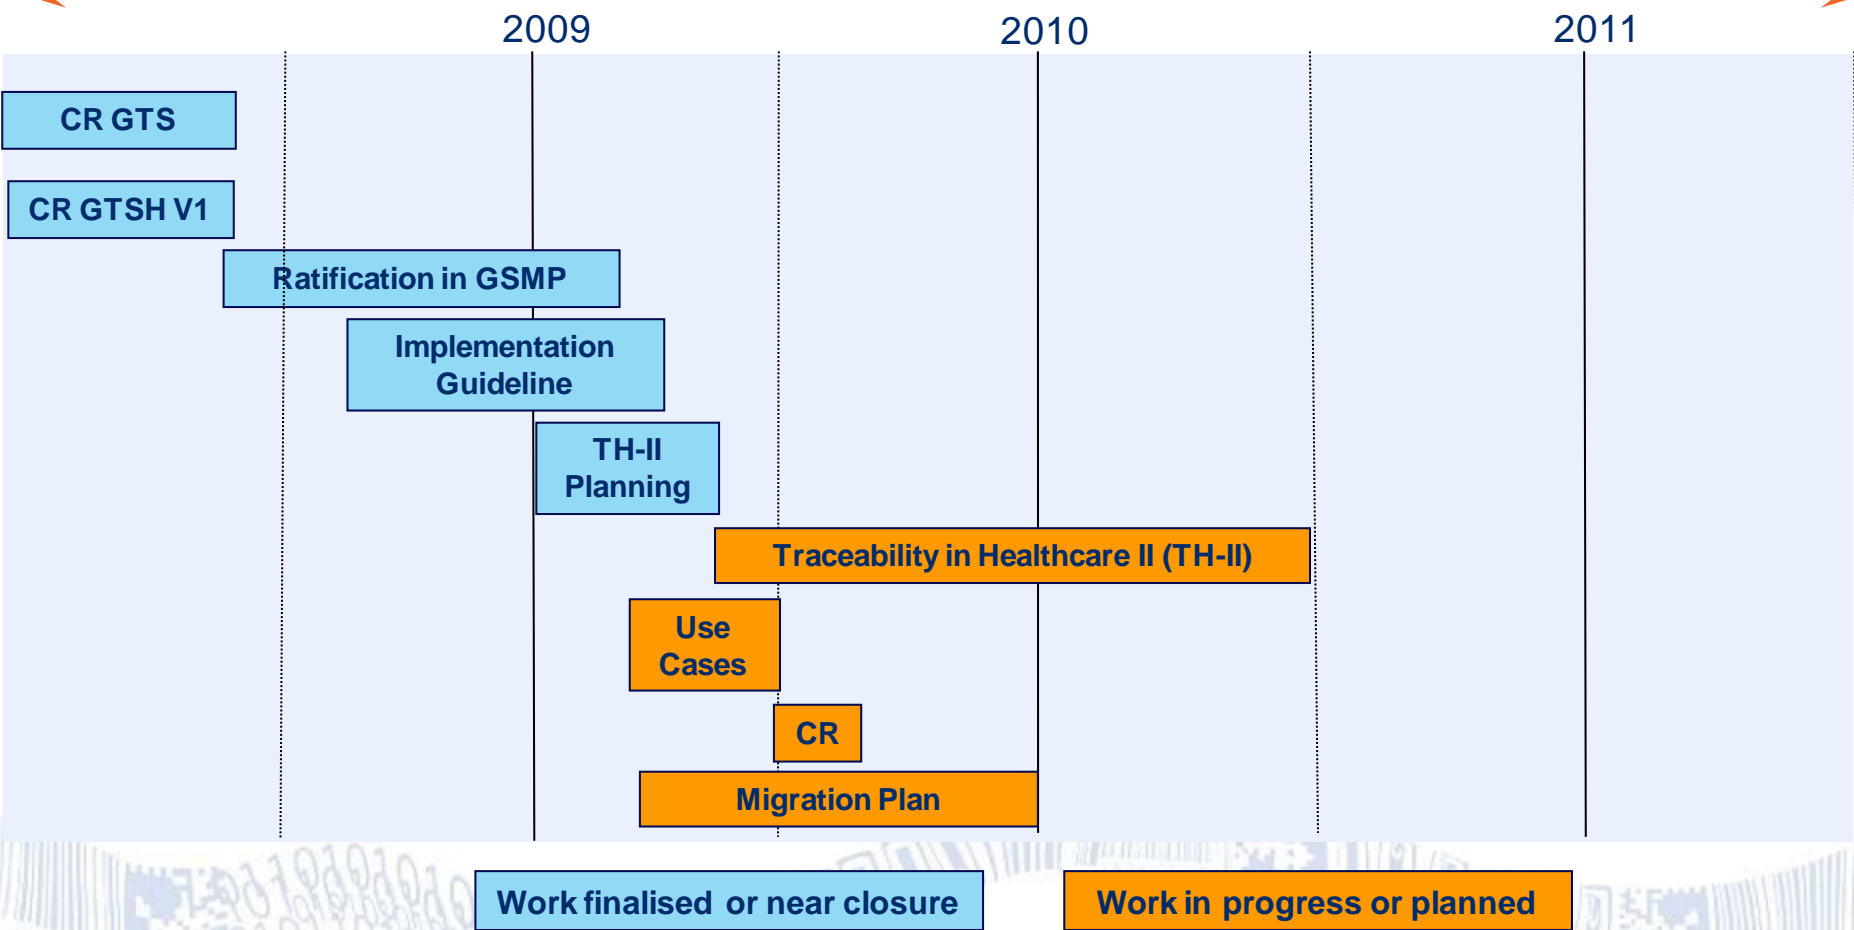 2009
2010
2011
CR GTS
CR GTSH V1
Ratification in GSMP
Implementation
Guideline
TH-II
Planning
Traceability in Healthcare II (TH-II)
Use
Cases
CR
Migration Plan
Work finalised or near closure
Work in progress or planned